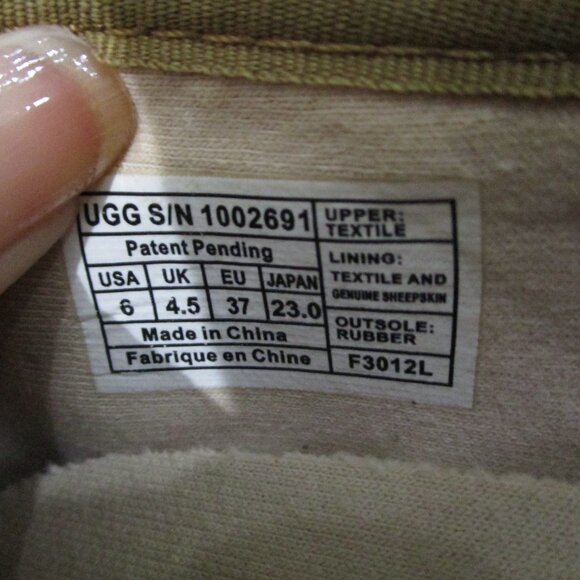 UGG S/N 1002691
Patent Pending
USA UK EU JAPAN
6 4.5 37 23.0
Made in China
Fabrique en Chine
UPPER:
TEXTILE
LINING:
TEXTILE AND
GENUINE SHEEPSKIN
OUTSOLE:
RUBBER
F3012L